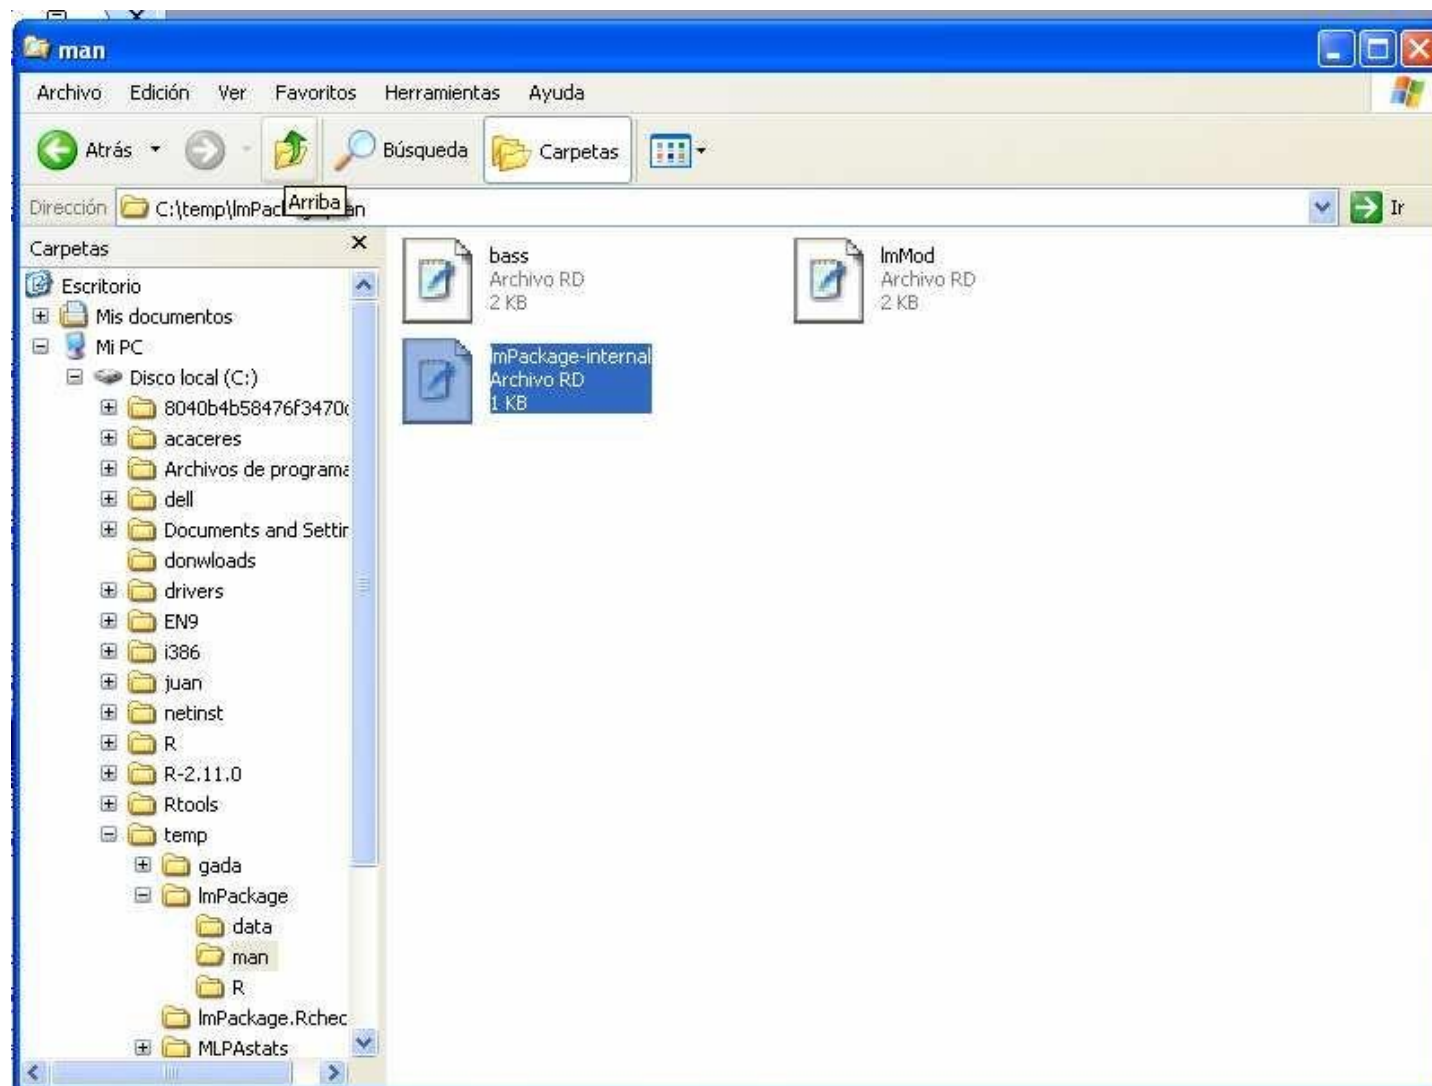 man
Archivo Edición Ver Favoritos Herramientas Ayuda
Atrás Búsqueda Carpetas
Arriba
Dirección C:\temp\lmPac an Ir
Carpetas
Escritorio
Mis documentos
Mi PC
Disco local (C:)
8040b4b58476f3470
acaceres
Archivos de programa
dell
Documents and Settin
donwloads
drivers
EN9
i386
juan
netinst
R
R-2.11.0
Rtools
temp
gada
lmPackage
data
man
R
lmPackage.Rchec
MLPAstats
bass
Archivo RD
2 KB
lmMod
Archivo RD
2 KB
lmPackage-internal
Archivo RD
1 KB